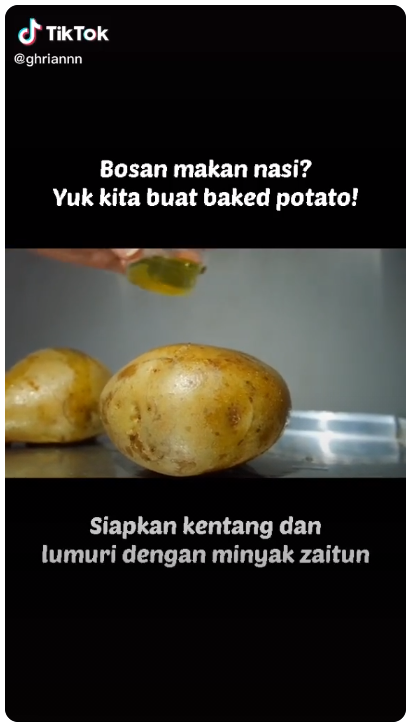 TikTok
@ghriannn
Bosan makan nasi?
Yuk kita buat baked potato!
Siapkan kentang dan
lumuri dengan minyak zaitun